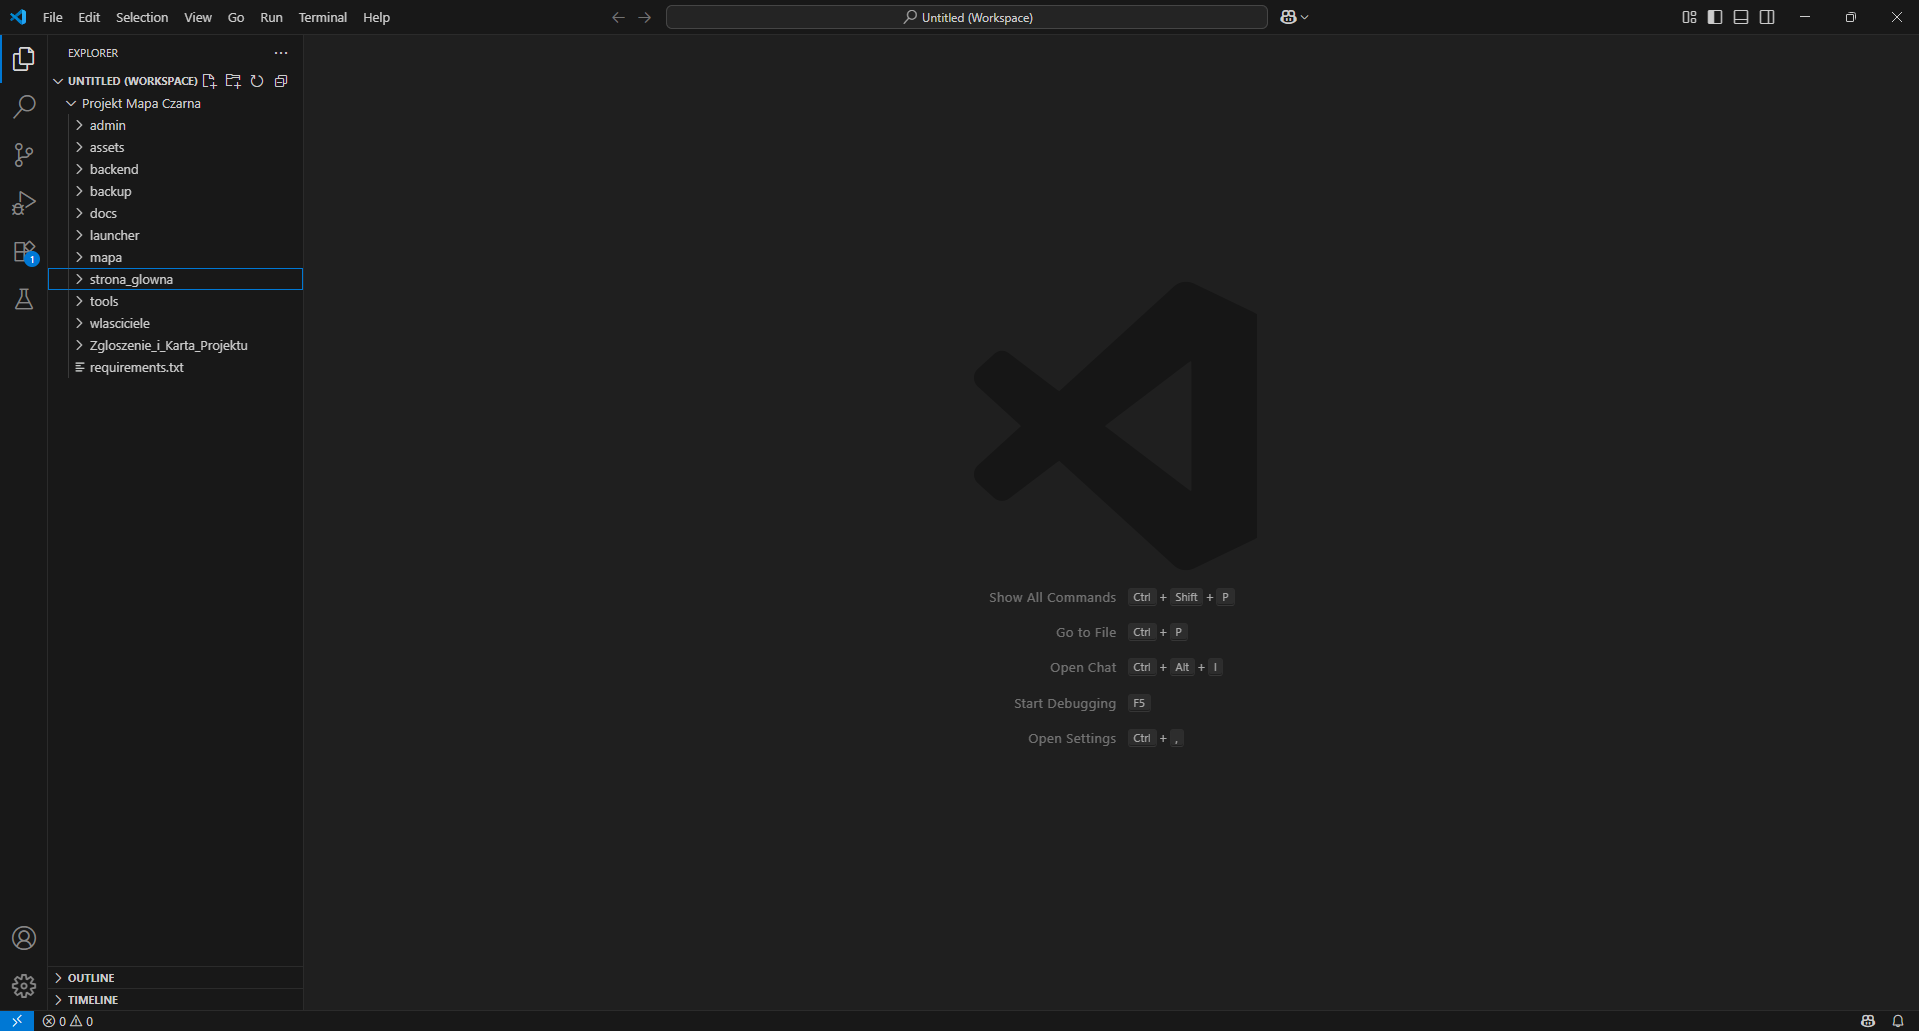 File Edit Selection View Go Run Terminal Help
Untitled (Workspace)
EXPLORER
UNTITLED (WORKSPACE)
Projekt Mapa Czarna
admin
assets
backend
backup
docs
launcher
mapa
strona_glowna
tools
wlasciciele
Zgloszenie_i_Karta_Projektu
requirements.txt
1
Show All Commands Ctrl + Shift + P
Go to File Ctrl + P
Open Chat Ctrl + Alt + I
Start Debugging F5
Open Settings Ctrl + ,
OUTLINE
TIMELINE
0 0